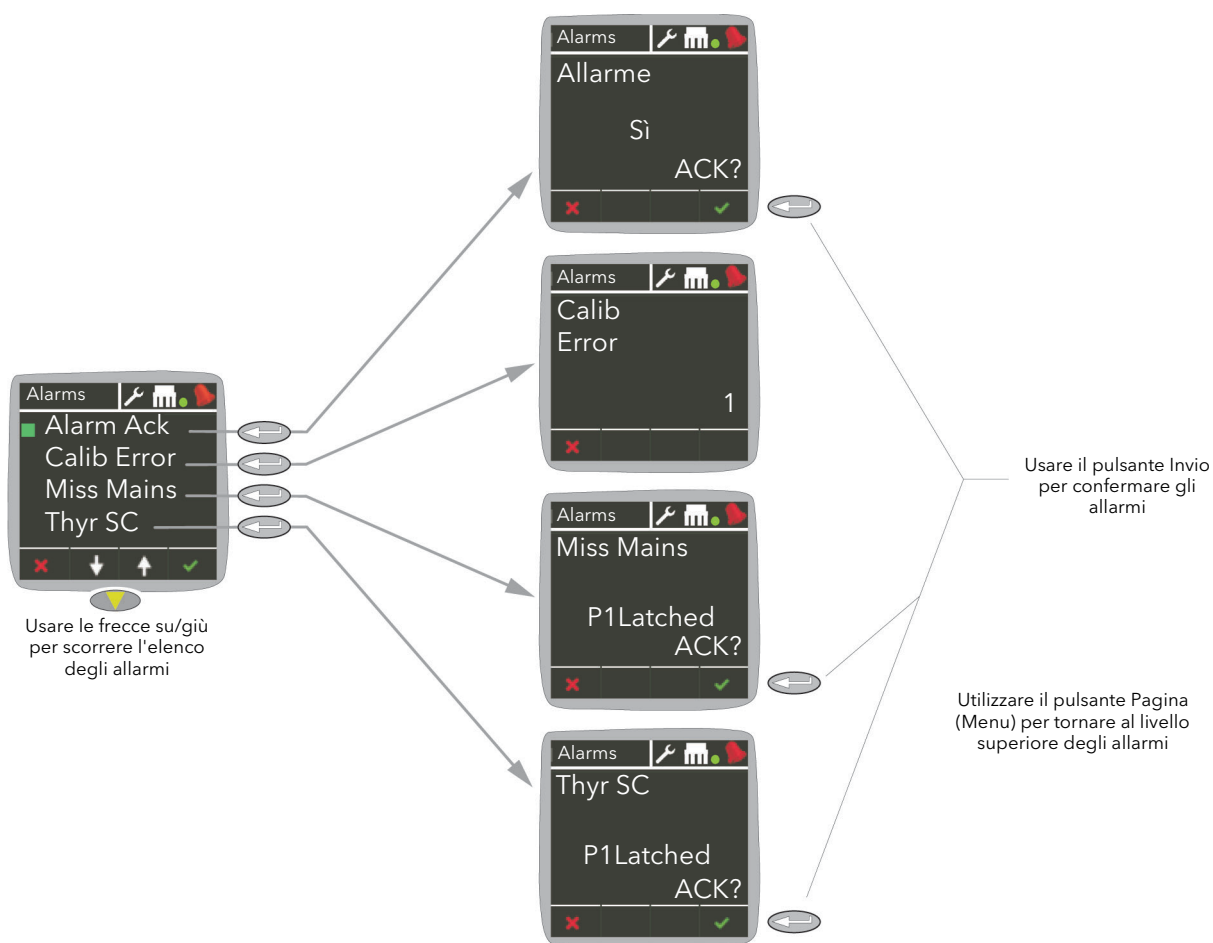 Alarms
Allarme
Sì
ACK?
Alarms
Calib
Error
1
Alarms
Alarm Ack
Calib Error
Miss Mains
Thyr SC
Usare le frecce su/giù
per scorrere l'elenco
degli allarmi
Alarms
Miss Mains
P1Latched
ACK?
Alarms
Thyr SC
P1Latched
ACK?
Usare il pulsante Invio
per confermare gli
allarmi
Utilizzare il pulsante Pagina
(Menu) per tornare al livello
superiore degli allarmi